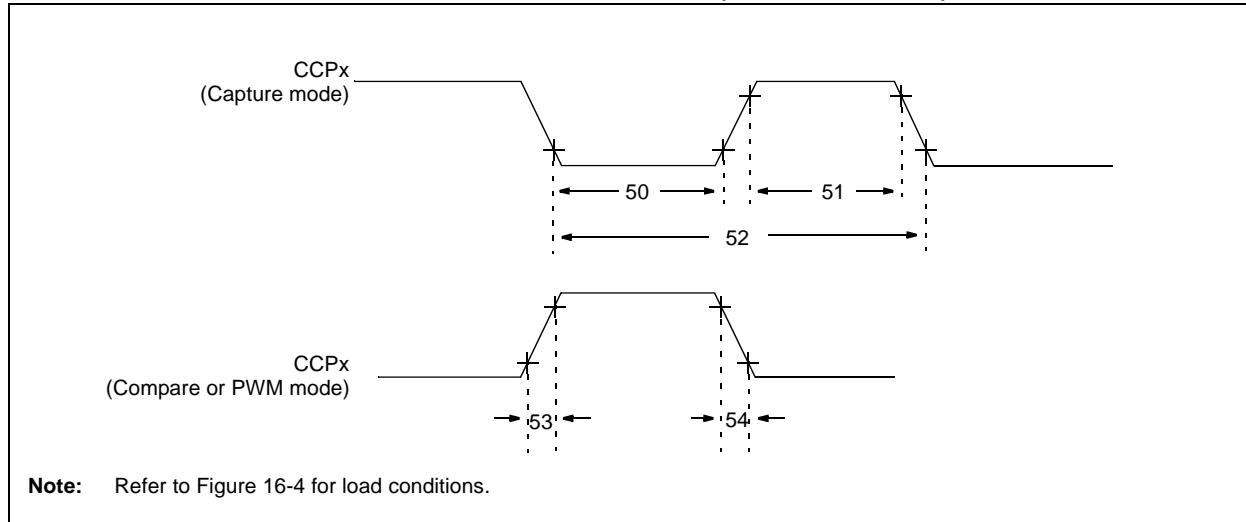 CCPx
(Capture mode)
50
51
52
CCPx
(Compare or PWM mode)
53
54
Note: Refer to Figure 16-4 for load conditions.